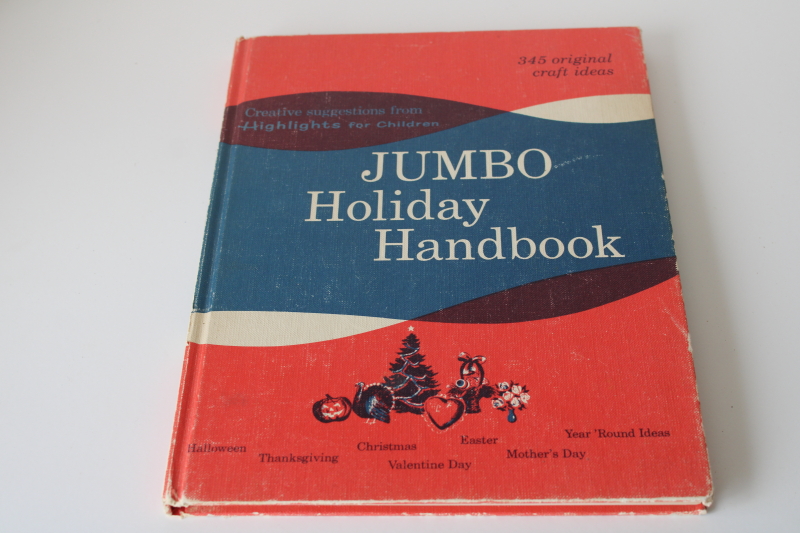 345 original
craft ideas
Creative suggestions from
Highlights for Children
JUMBO
Holiday
Handbook
Halloween
Thanksgiving
Christmas
Valentine Day
Easter
Mother's Day
Year 'Round Ideas